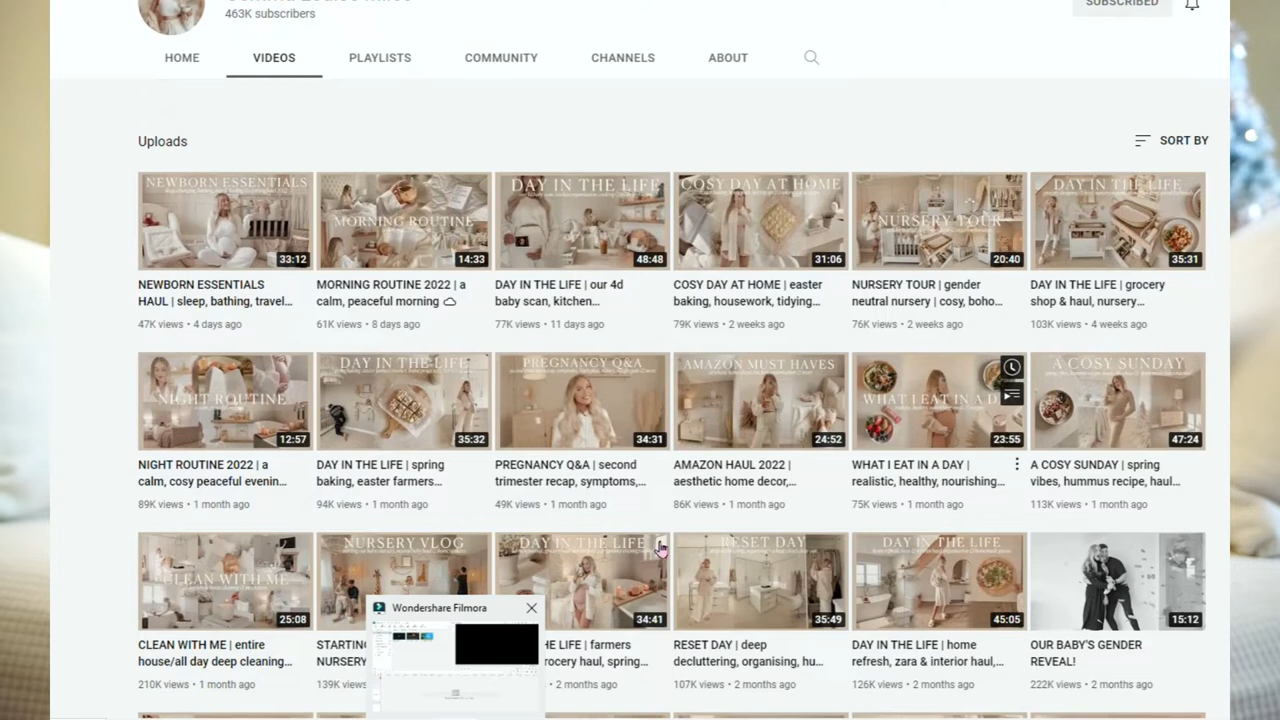 463K subscribers
SUBSCRIBED
HOME
VIDEOS
PLAYLISTS
COMMUNITY
CHANNELS
ABOUT
Uploads
SORT BY
NEWBORN ESSENTIALS
33:12
MORNING ROUTINE
14:33
DAY IN THE LIFE
48:48
COSY DAY AT HOME
31:06
NURSERY TOUR
20:40
DAY IN THE LIFE
35:31
NEWBORN ESSENTIALS
HAUL | sleep, bathing, travel...
47K views • 4 days ago
MORNING ROUTINE 2022 | a
calm, peaceful morning
61K views • 8 days ago
DAY IN THE LIFE | our 4d
baby scan, kitchen...
77K views • 11 days ago
COSY DAY AT HOME | easter
baking, housework, tidying...
79K views • 2 weeks ago
NURSERY TOUR | gender
neutral nursery | cosy, boho...
76K views • 2 weeks ago
DAY IN THE LIFE | grocery
shop & haul, nursery...
103K views • 4 weeks ago
NIGHT ROUTINE
12:57
DAY IN THE LIFE
35:32
PREGNANCY Q&A
34:31
AMAZON MUST HAVES
24:52
WHAT I EAT IN A D
23:55
A COSY SUNDAY
47:24
NIGHT ROUTINE 2022 | a
calm, cosy peaceful evenin...
89K views • 1 month ago
DAY IN THE LIFE | spring
baking, easter farmers...
94K views • 1 month ago
PREGNANCY Q&A | second
trimester recap, symptoms,...
49K views • 1 month ago
AMAZON HAUL 2022 |
aesthetic home decor,...
86K views • 1 month ago
WHAT I EAT IN A DAY |
realistic, healthy, nourishing...
75K views • 1 month ago
A COSY SUNDAY | spring
vibes, hummus recipe, haul...
113K views • 1 month ago
CLEAN WITH ME
25:08
NURSERY VLOG
DAY IN THE LIFE
34:41
RESET DAY
35:49
DAY IN THE LIFE
45:05
15:12
Wondershare Filmora
CLEAN WITH ME | entire
house/all day deep cleaning...
210K views • 1 month ago
STARTIN
NURSERY
139K views
HE LIFE | farmers
rocery haul, spring...
• 2 months ago
RESET DAY | deep
decluttering, organising, hu...
107K views • 2 months ago
DAY IN THE LIFE | home
refresh, zara & interior haul,...
126K views • 2 months ago
OUR BABY'S GENDER
REVEAL!
222K views • 2 months ago